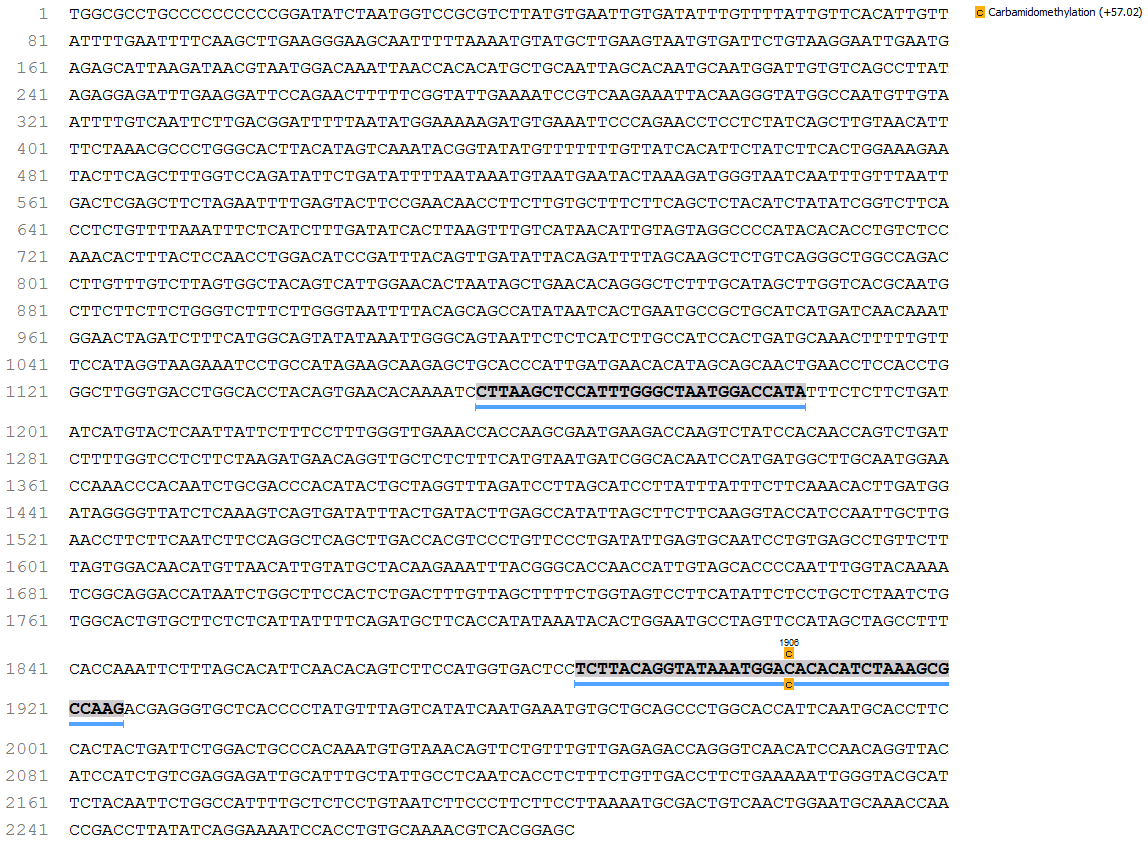 1 TGGCGCCTGCCCCCCCCCCCGGATATCTAATGGTCCGCGTCTTATGTGAATTGTGATATTTGTTTTATTGTTCACATTGTT
C Carbamidomethylation (+57.02)
81 ATTTTGAATTTTCAAGCTTGAAGGGAAGCAATTTTTAAAATGTATGCTTGAAGTAATGTGATTCTGTAAGGAATTGAATG
161 AGAGCATTAAGATAACGTAATGGACAAATTAACCACACATGCTGCAATTAGCACAATGCAATGGATTGTGTCAGCCTTAT
241 AGAGGAGATTTGAAGGATTCCAGAACTTTTTCGGTATTGAAAATCCGTCAAGAAATTACAAGGGTATGGCCAATGTTGTA
321 ATTTTGTCAATTCTTGACGGATTTTTAATATGGAAAAAGATGTGAAATTCCCAGAACCTCCTCTATCAGCTTGTAACATT
401 TTCTAAACGCCCTGGGCACTTACATAGTCAAATACGGTATATGTTTTTTTGTTATCACATTCTATCTTCACTGGAAAGAA
481 TACTTCAGCTTTGGTCCAGATATTCTGATATTTTAATAAATGTAATGAATACTAAAGATGGGTAATCAATTTGTTTAATT
561 GACTCGAGCTTCTAGAATTTTGAGTACTTCCGAACAACCTTCTTGTGCTTTCTTCAGCTCTACATCTATATCGGTCTTCA
641 CCTCTGTTTTAAATTTCTCATCTTTGATATCACTTAAGTTTGTCATAACATTGTAGTAGGCCCCATACACACCTGTCTCC
721 AAACACTTTACTCCAACCTGGACATCCGATTTACAGTTGATATTACAGATTTTAGCAAGCTCTGTCAGGGCTGGCCAGAC
801 CTTGTTTGTCTTAGTGGCTACAGTCATTGGAACACTAATAGCTGAACACAGGGCTCTTTGCATAGCTTGGTCACGCAATG
881 CTTCTTCTTCTGGGTCTTTCTTGGGTAATTTTACAGCAGCCATATAATCACTGAATGCCGCTGCATCATGATCAACAAAT
961 GGAACTAGATCTTTCATGGCAGTATATAAATTGGGCAGTAATTCTCTCATCTTGCCATCCACTGATGCAAACTTTTTGTT
1041 TCCATAGGTAAGAAATCCTGCCATAGAAGCAAGAGCTGCACCCATTGATGAACACATAGCAGCAACTGAACCTCCACCTG
1121 GGCTTGGTGACCTGGCACCTACAGTGAACACAAAATCCTTAAGCTCCATTTGGGCTAATGGACCATATTTCTCTTCTGAT
1201 ATCATGTACTCAATTATTCTTTCCTTTGGGTTGAAACCACCAAGCGAATGAAGACCAAGTCTATCCACAACCAGTCTGAT
1281 CTTTTGGTCCTCTTCTAAGATGAACAGGTTGCTCTCTTTCATGTAATGATCGGCACAATCCATGATGGCTTGCAATGGAA
1361 CCAAACCCACAATCTGCGACCCACATACTGCTAGGTTTAGATCCTTAGCATCCTTATTTATTTCTTCAAACACTTGATGG
1441 ATAGGGGTTATCTCAAAGTCAGTGATATTTACTGATACTTGAGCCATATTAGCTTCTTCAAGGTACCATCCAATTGCTTG
1521 AACCTTCTTCAATCTTCCAGGCTCAGCTTGACCACGTCCCTGTTCCCTGATATTGAGTGCAATCCTGTGAGCCTGTTCTT
1601 TAGTGGACAACATGTTAACATTGTATGCTACAAGAAATTTACGGGCACCAACCATTGTAGCACCCCAATTTGGTACAAAA
1681 TCGGCAGGACCATAATCTGGCTTCCACTCTGACTTTGTTAGCTTTTCTGGTAGTCCTTCATATTCTCCTGCTCTAATCTG
1761 TGGCACTGTGCTTCTCTCATTATTTTCAGATGCTTCACCATATAAATACACTGGAATGCCTAGTTCCATAGCTAGCCTTT
1906
C
1841 CACCAAATTCTTTAGCACATTCAACACAGTCTTCCATGGTGACTCCTCTTACAGGTATAAATGGACACACATCTAAAGCG
C
1921 CCAAGACGAGGGTGCTCACCCCTATGTTTAGTCATATCAATGAAATGTGCTGCAGCCCTGGCACCATTCAATGCACCTTC
2001 CACTACTGATTCTGGACTGCCCACAAATGTGTAAACAGTTCTGTTTGTTGAGAGACCAGGGTCAACATCCAACAGGTTAC
2081 ATCCATCTGTCGAGGAGATTGCATTTGCTATTGCCTCAATCACCTCTTTCTGTTGACCTTCTGAAAAATTGGGTACGCAT
2161 TCTACAATTCTGGCCATTTTGCTCTCCTGTAATCTTCCCTTCTTCCTTAAAATGCGACTGTCAACTGGAATGCAAACCAA
2241 CCGACCTTATATCAGGAAAATCCACCTGTGCAAAACGTCACGGAGC